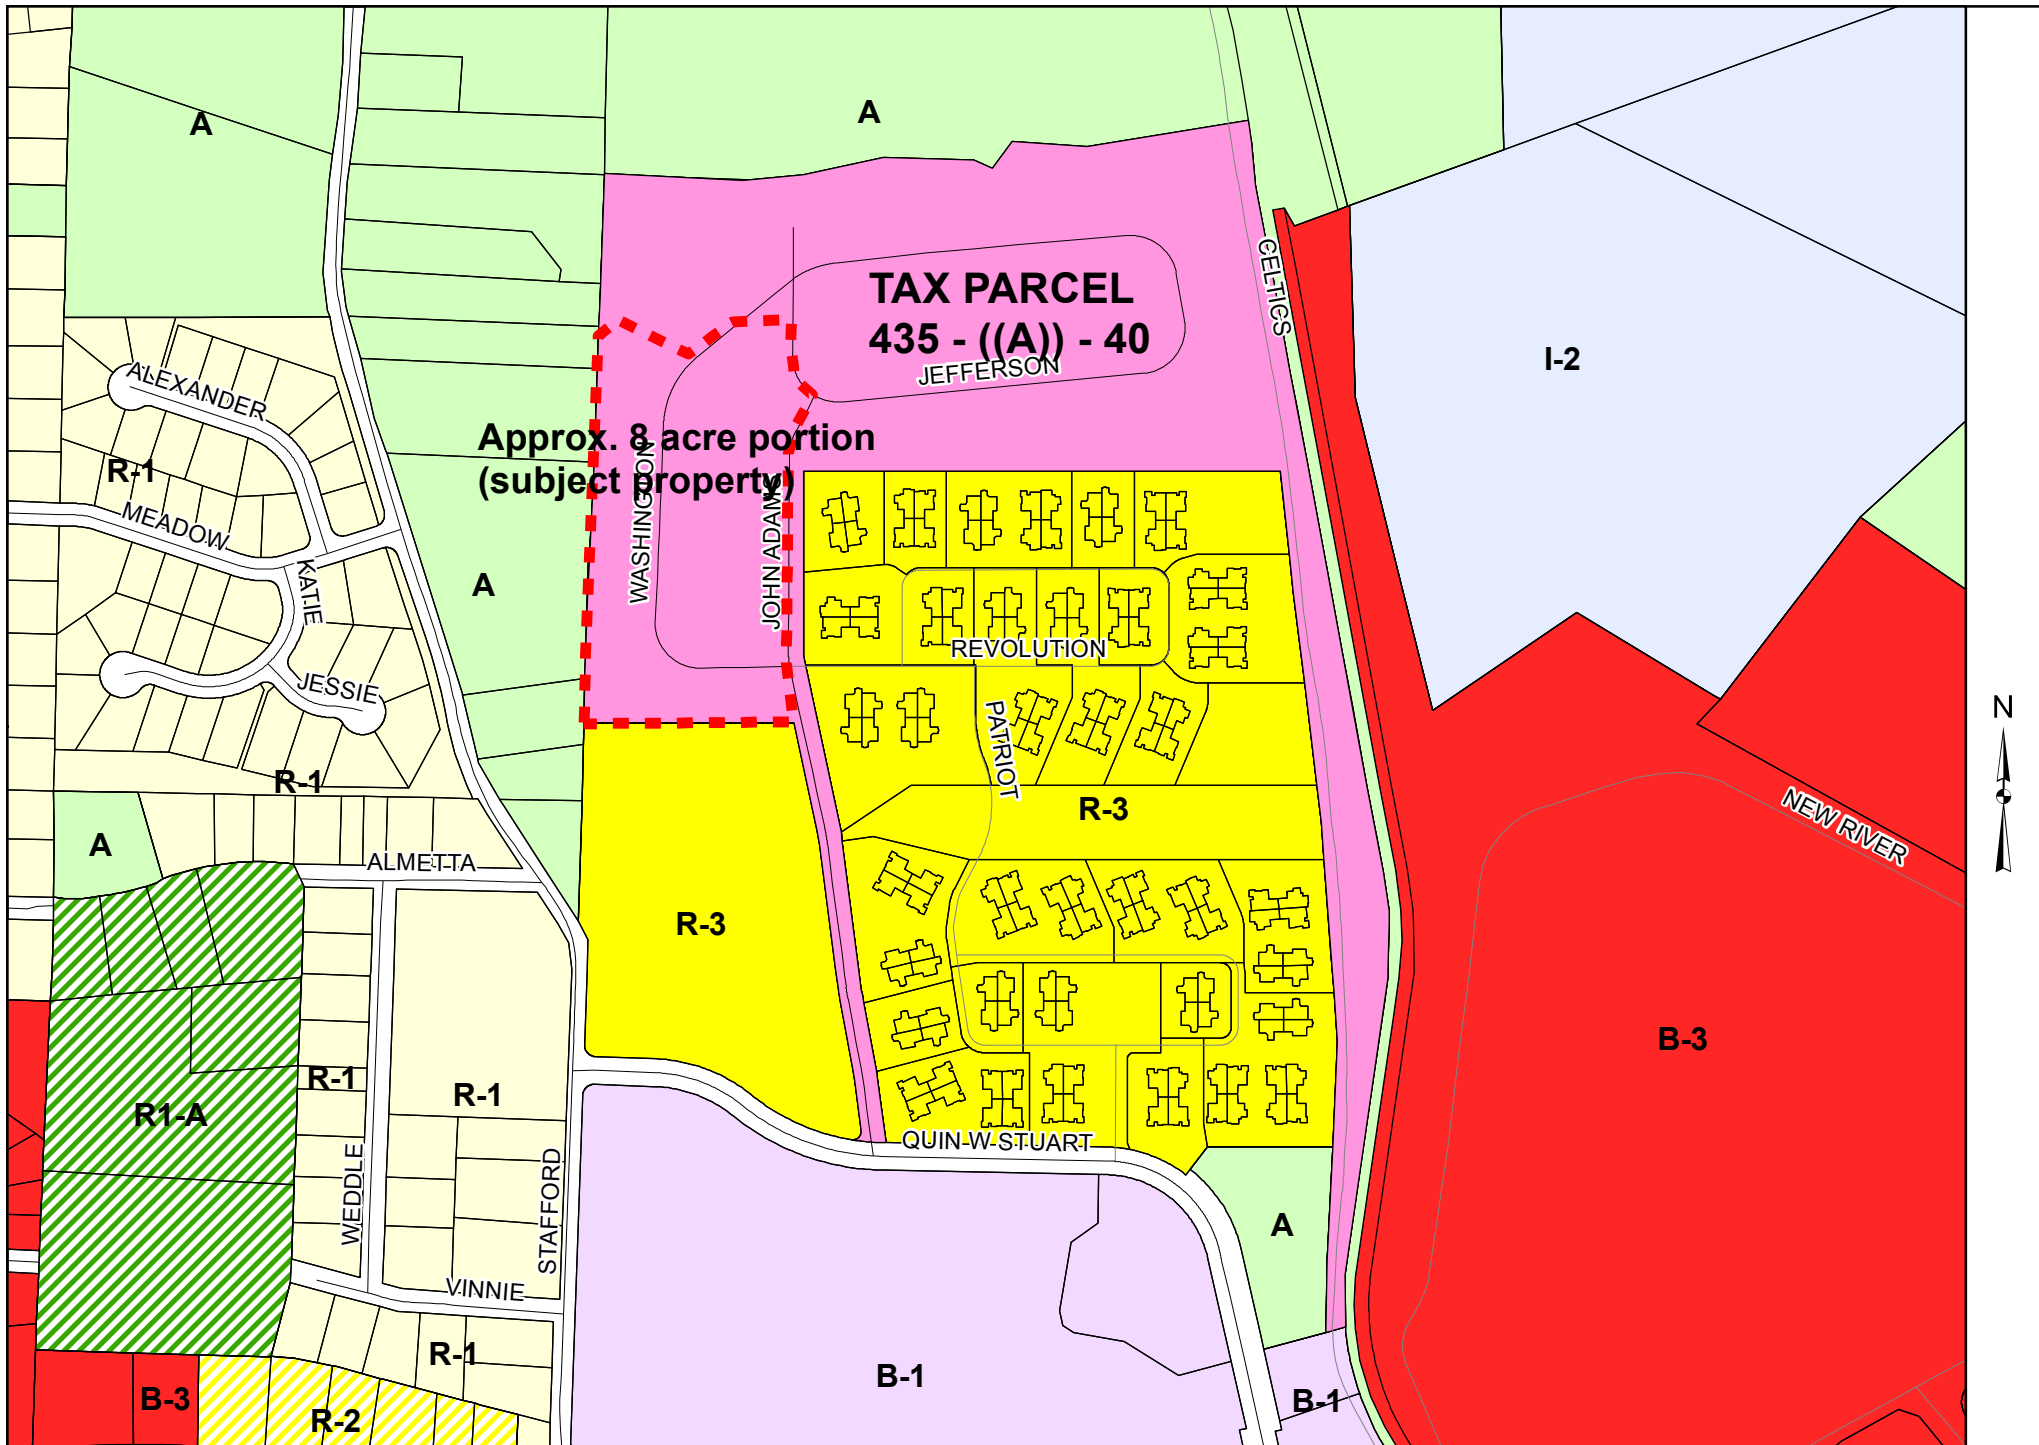 A
A
TAX PARCEL
435 - ((A)) - 40
JEFFERSON
CELTICS
I-2
ALEXANDER
R-1
Approx. 8 acre portion
(subject property)
WASHINGTON
JOHN ADAMS
MEADOW
KATIE
A
JESSIE
REVOLUTION
PATRIOT
N
R-1
R-3
NEW RIVER
A
ALMETTA
R-3
B-3
R-1
R-1
R1-A
QUIN W STUART
WEDDLE
STAFFORD
A
VINNIE
R-1
B-1
B-3
R-2
B-1